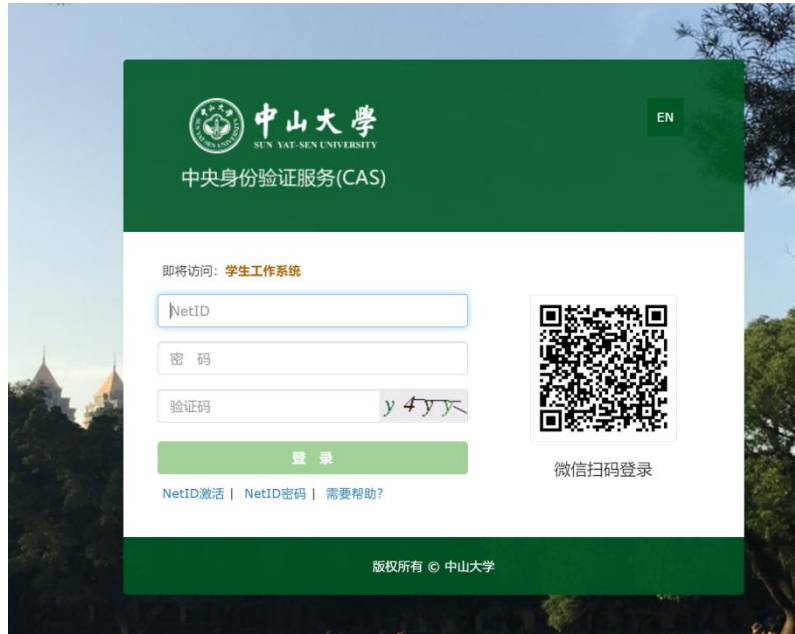 中山大學
SUN YAT-SEN UNIVERSITY
EN
中央身份验证服务(CAS)
即将访问：学生工作系统
NetID
密 码
验证码
登 录
NetID激活 | NetID密码 | 需要帮助?
微信扫码登录
版权所有 © 中山大学